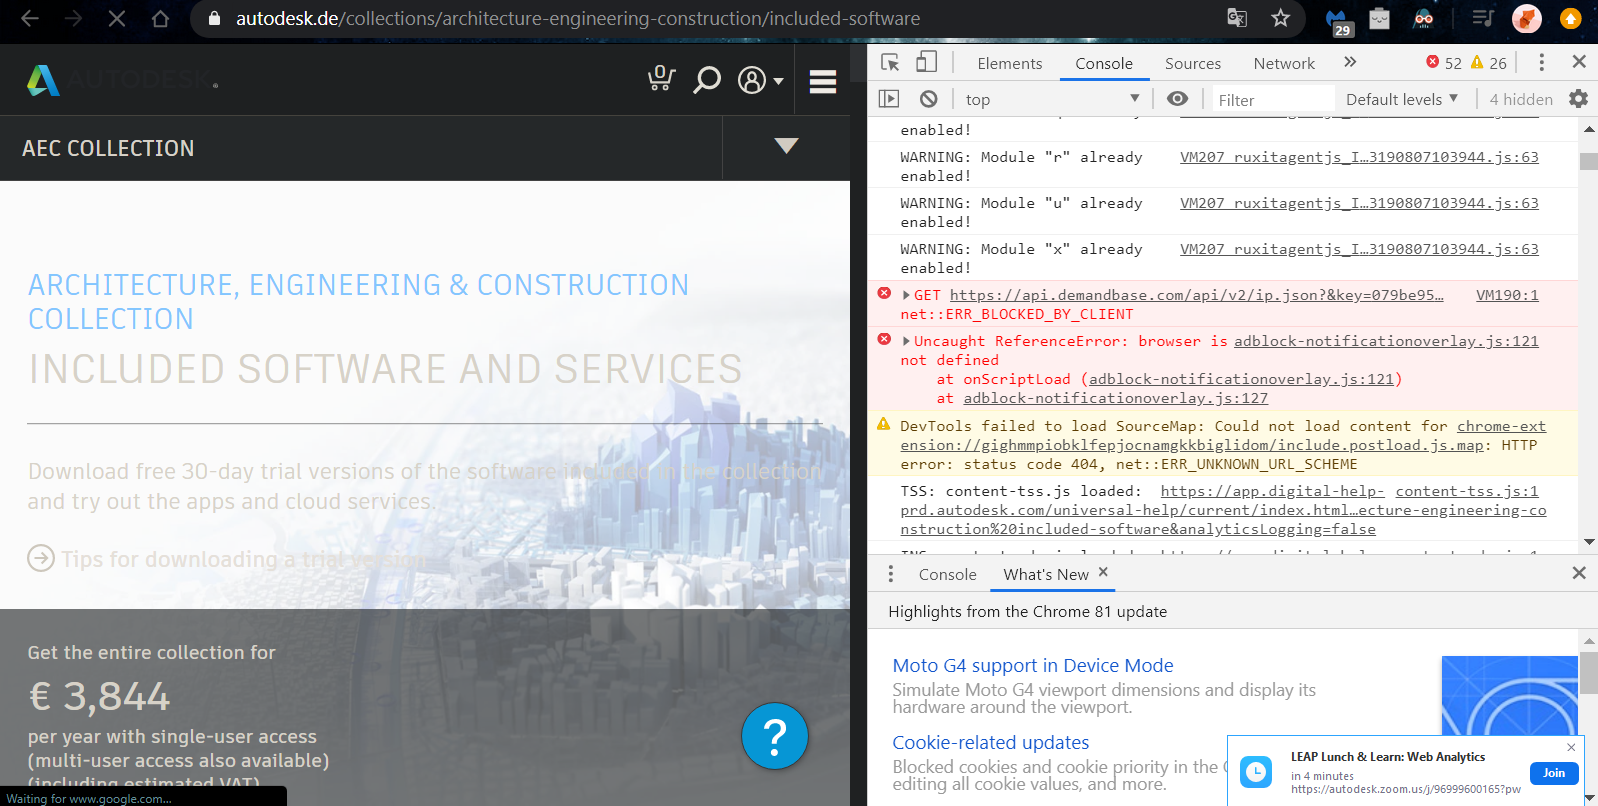 autodesk.de/collections/architecture-engineering-construction/included-software
29
AUTODESK®
0
AEC COLLECTION
ARCHITECTURE, ENGINEERING & CONSTRUCTION
COLLECTION
INCLUDED SOFTWARE AND SERVICES
Download free 30-day trial versions of the software included in the collection
and try out the apps and cloud services.
Tips for downloading a trial version
Get the entire collection for
€ 3,844
per year with single-user access
(multi-user access also available)
(including estimated VAT)
?
Waiting for www.google.com...
Elements Console Sources Network » 52 26
top Filter Default levels 4 hidden
enabled!
WARNING: Module "r" already VM207 ruxitagentjs_I…3190807103944.js:63
enabled!
WARNING: Module "u" already VM207 ruxitagentjs_I…3190807103944.js:63
enabled!
WARNING: Module "x" already VM207 ruxitagentjs_I…3190807103944.js:63
enabled!
GET https://api.demandbase.com/api/v2/ip.json?&key=079be95… VM190:1
net::ERR_BLOCKED_BY_CLIENT
Uncaught ReferenceError: browser is adblock-notificationoverlay.js:121
not defined
at onScriptLoad (adblock-notificationoverlay.js:121)
at adblock-notificationoverlay.js:127
DevTools failed to load SourceMap: Could not load content for chrome-ext
ension://gighmmpiobklfepjocnamgkkbiglidom/include.postload.js.map: HTTP
error: status code 404, net::ERR_UNKNOWN_URL_SCHEME
TSS: content-tss.js loaded: https://app.digital-help- content-tss.js:1
prd.autodesk.com/universal-help/current/index.html…ecture-engineering-co
nstruction%20included-software&analyticsLogging=false
Console What's New ×
Highlights from the Chrome 81 update
Moto G4 support in Device Mode
Simulate Moto G4 viewport dimensions and display its
hardware around the viewport.
Cookie-related updates
Blocked cookies and cookie priority in the
editing all cookie values, and more.
LEAP Lunch & Learn: Web Analytics
in 4 minutes
https://autodesk.zoom.us/j/96999600165?pw
Join